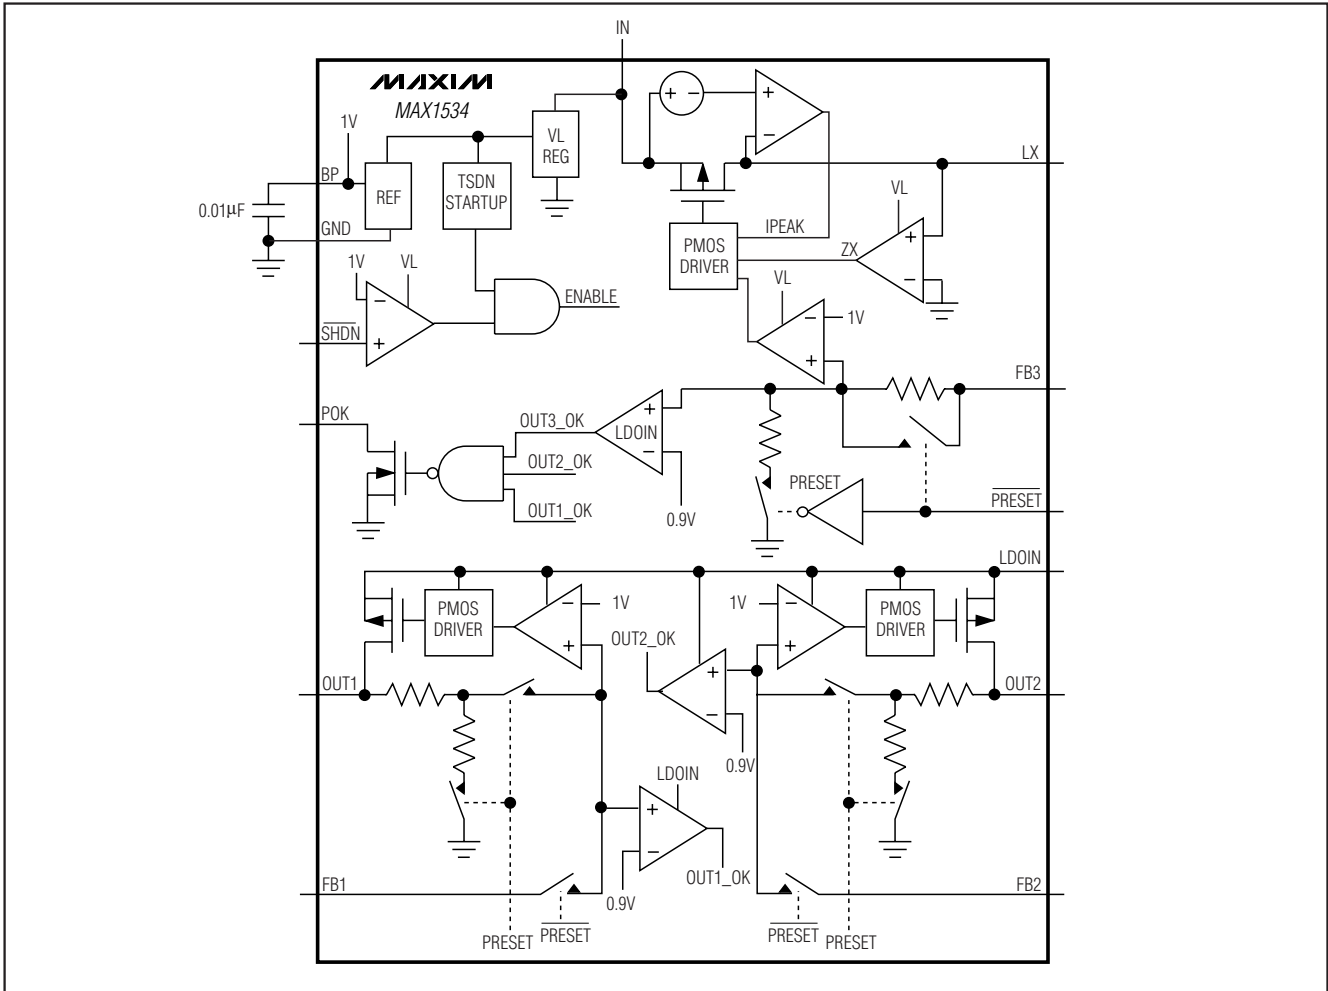 IN
MAXIM
MAX1534
1V
VL
REG
LX
BP
REF
TSDN
STARTUP
VL
0.01µF
GND
IPEAK
PMOS
DRIVER
ZX
1V
VL
VL
ENABLE
1V
SHDN
FB3
POK
OUT3_OK
LDOIN
OUT2_OK
PRESET
PRESET
OUT1_OK
0.9V
LDOIN
PMOS
DRIVER
1V
1V
PMOS
DRIVER
OUT2_OK
OUT1
OUT2
0.9V
LDOIN
OUT1_OK
FB1
FB2
0.9V
PRESET
PRESET
PRESET
PRESET